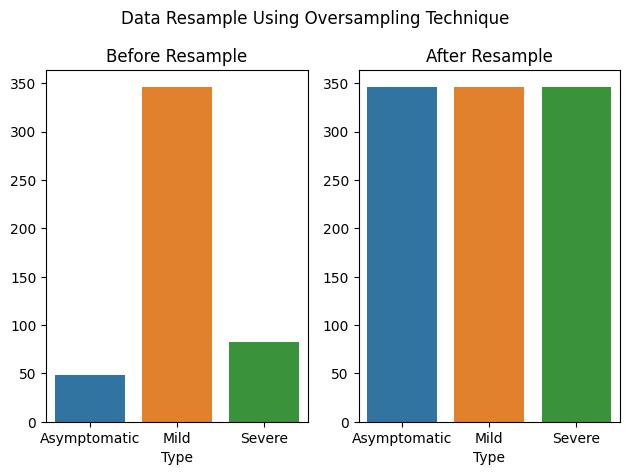 Data Resample Using Oversampling Technique
Before Resample
350
300
250
200
150
100
50
0
Asymptomatic Mild Severe
Type
After Resample
350
300
250
200
150
100
50
0
Asymptomatic Mild Severe
Type